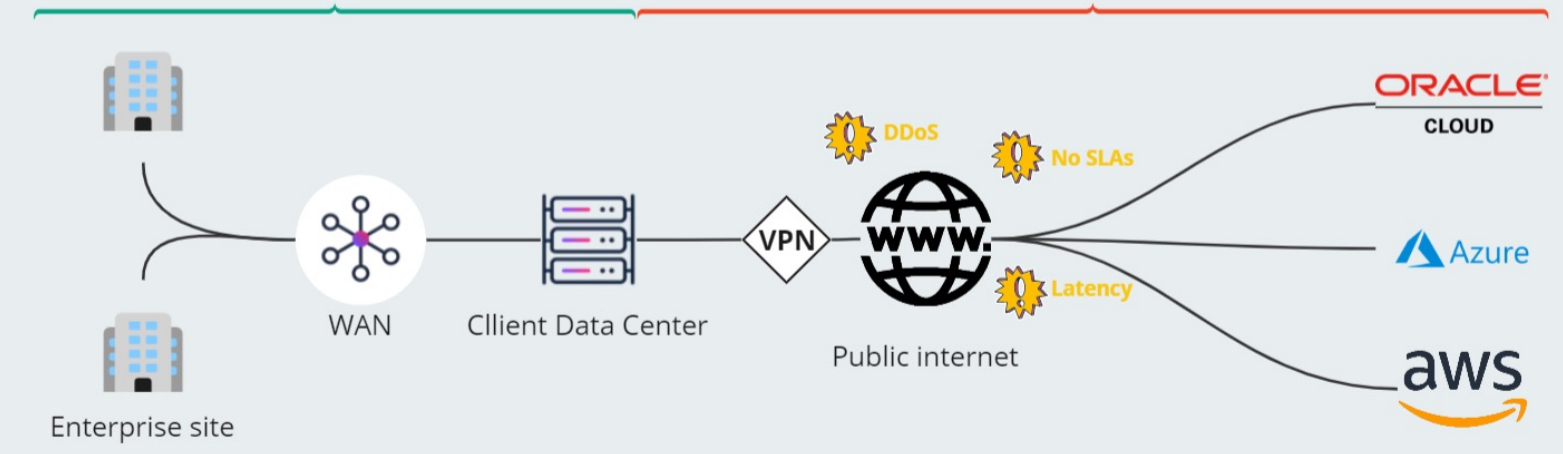 ORACLE
CLOUD
DDoS
No SLAs
VPN
www.
Azure
Latency
WAN
Cllient Data Center
Public internet
aws
Enterprise site